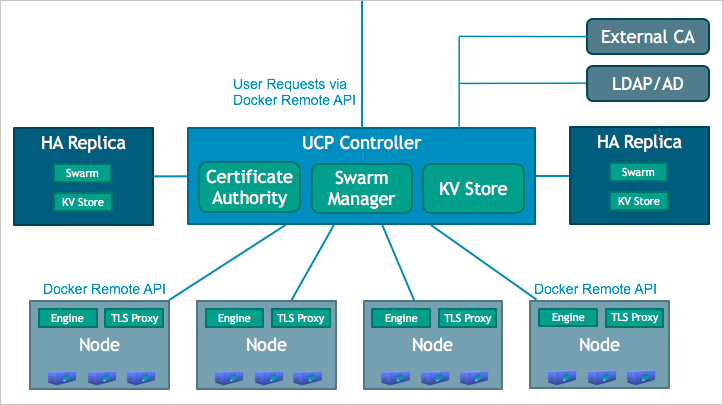 External CA
User Requests via
Docker Remote API
LDAP/AD
HA Replica
Swarm
KV Store
UCP Controller
Certificate
Authority
Swarm
Manager
KV Store
HA Replica
Swarm
KV Store
Docker Remote API
Docker Remote API
Engine
TLS Proxy
Node
Engine
TLS Proxy
Node
Engine
TLS Proxy
Node
Engine
TLS Proxy
Node